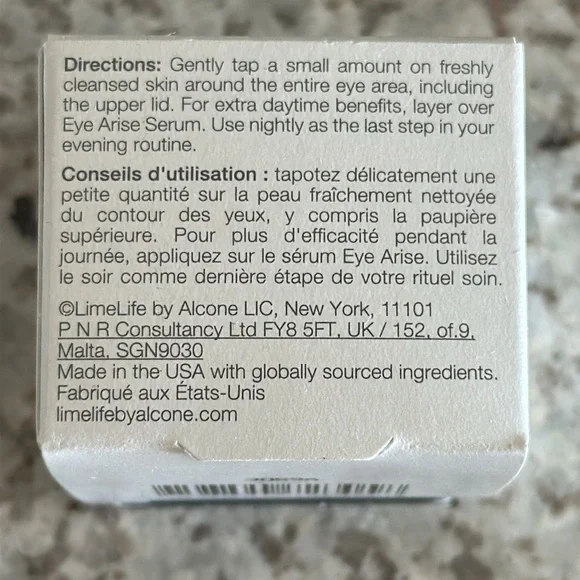 Directions: Gently tap a small amount on freshly
cleansed skin around the entire eye area, including
the upper lid. For extra daytime benefits, layer over
Eye Arise Serum. Use nightly as the last step in your
evening routine.
Conseils d'utilisation : tapotez délicatement une
petite quantité sur la peau fraîchement nettoyée
du contour des yeux, y compris la paupière
supérieure. Pour plus d'efficacité pendant la
journée, appliquez sur le sérum Eye Arise. Utilisez
le soir comme dernière étape de votre rituel soin.
©LimeLife by Alcone LIC, New York, 11101
P N R Consultancy Ltd FY8 5FT, UK / 152, of.9,
Malta, SGN9030
Made in the USA with globally sourced ingredients.
Fabriqué aux États-Unis
limelifebyalcone.com